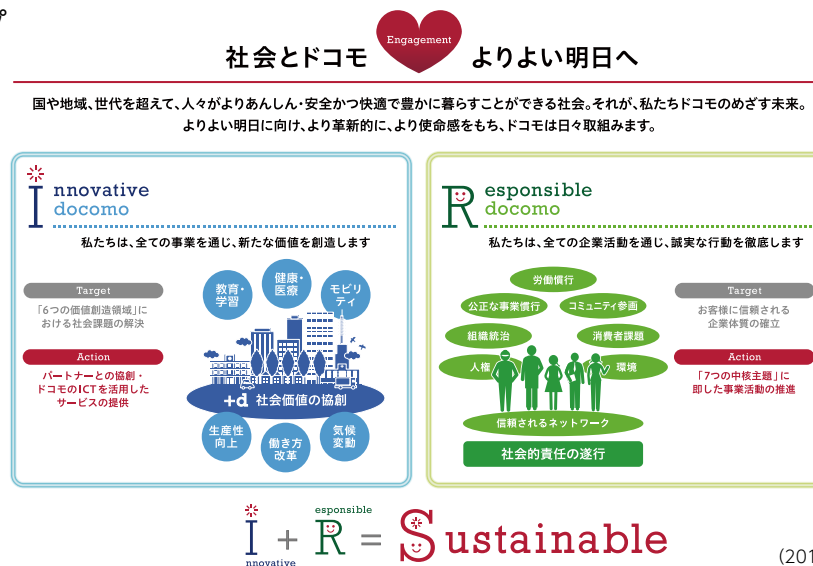 社会とドコモ Engagement よりよい明日へ
国や地域、世代を超えて、人々がよりあんしん・安全かつ快適で豊かに暮らすことができる社会。それが、私たちドコモのめざす未来。
よりよい明日に向け、より革新的に、より使命感をもち、ドコモは日々取組みます。
Innovative
docomo
私たちは、全ての事業を通じ、新たな価値を創造します
Target
「6つの価値創造領域」に
おける社会課題の解決
Action
パートナーとの協創・
ドコモのICTを活用した
サービスの提供
教育・
学習
健康・
医療
モビリ
ティ
+d 社会価値の協創
生産性
向上
働き方
改革
気候
変動
Responsible
docomo
私たちは、全ての企業活動を通じ、誠実な行動を徹底します
労働慣行
公正な事業慣行
コミュニティ参画
組織統治
消費者課題
人権
環境
信頼されるネットワーク
社会的責任の遂行
Target
お客様に信頼される
企業体質の確立
Action
「7つの中核主題」に
即した事業活動の推進
Innovative + Responsible = Sustainable
(201